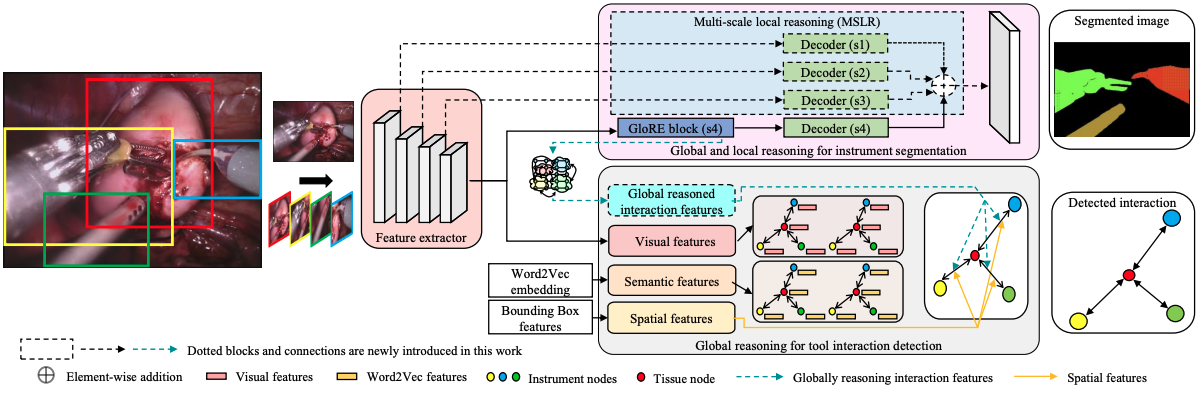 Multi-scale local reasoning (MSLR)
Decoder (s1)
Decoder (s2)
Decoder (s3)
GloRE block (s4)
Decoder (s4)
Global and local reasoning for instrument segmentation
Segmented image
Feature extractor
Global reasoned
interaction features
Visual features
Word2Vec
embedding
Semantic features
Bounding Box
features
Spatial features
Global reasoning for tool interaction detection
Detected interaction
Dotted blocks and connections are newly introduced in this work
Element-wise addition
Visual features
Word2Vec features
Instrument nodes
Tissue node
Globally reasoning interaction features
Spatial features